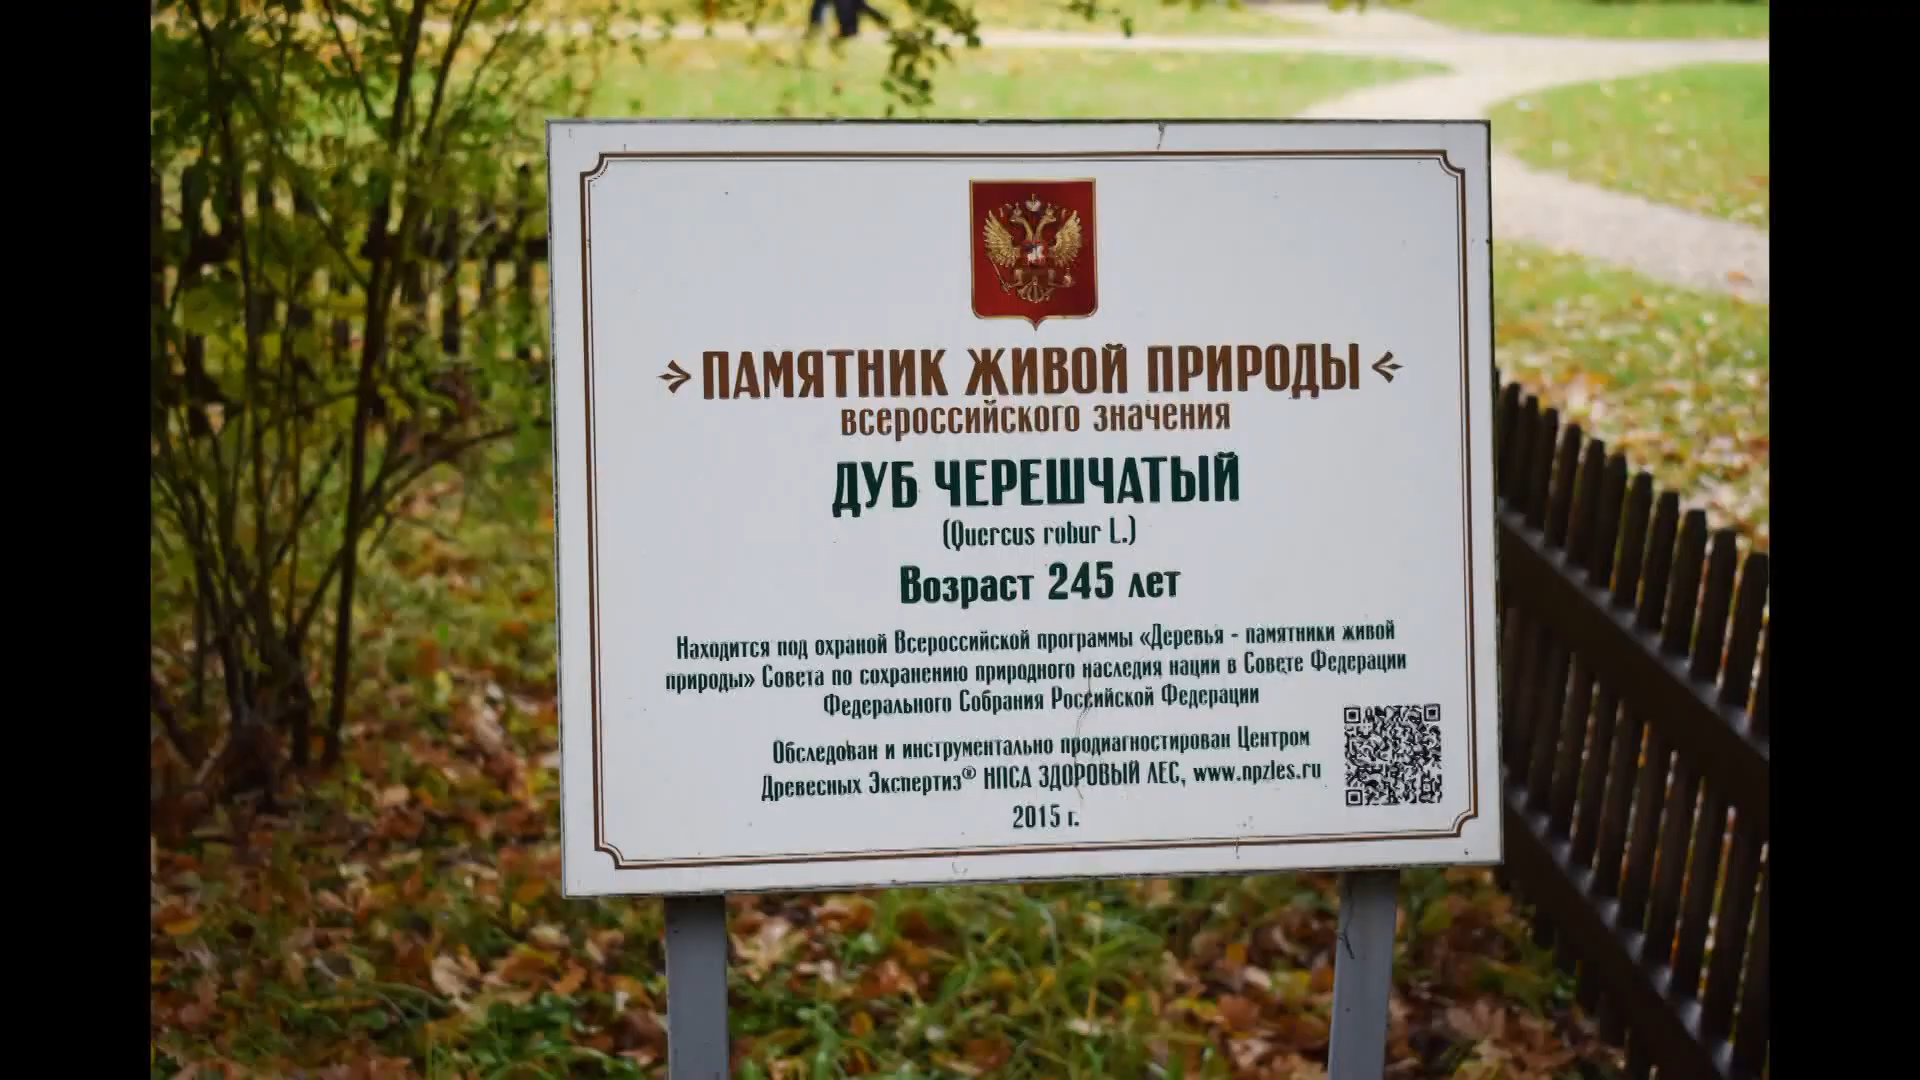 ПАМЯТНИК ЖИВОЙ ПРИРОДЫ
всероссийского значения
ДУБ ЧЕРЕШЧАТЫЙ
(Quercus robur L.)
Возраст 245 лет
Находится под охраной Всероссийской программы «Деревья - памятники живой
природы» Совета по сохранению природного наследия нации в Совете Федерации
Федерального Собрания Российской Федерации
Обследован и инструментально продиагностирован Центром
Древесных Экспертиз® НПСА ЗДОРОВЫЙ ЛЕС, www.npzles.ru
2015 г.